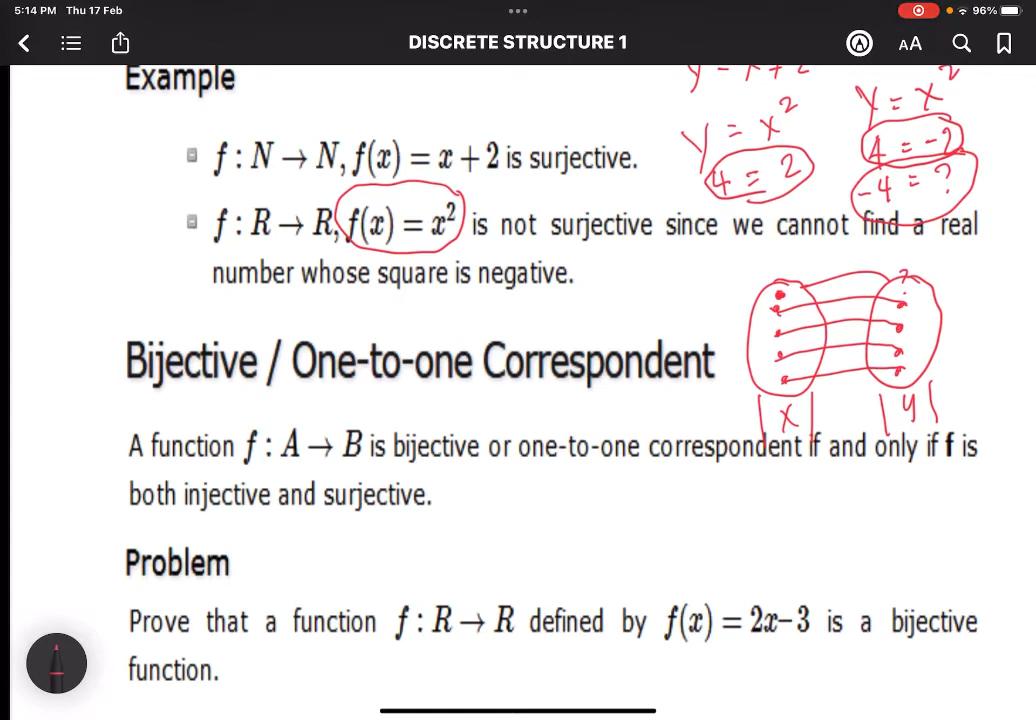 5:14 PM Thu 17 Feb
96%
DISCRETE STRUCTURE 1
AA
Example
f : N → N, f(x) = x + 2 is surjective.
f : R → R, f(x) = x² is not surjective since we cannot find a real
number whose square is negative.
y = x²
4 = 2
y = x²
4 = -2
-4 = ?
?
|x|
|y|
Bijective / One-to-one Correspondent
A function f : A → B is bijective or one-to-one correspondent if and only if f is
both injective and surjective.
Problem
Prove that a function f : R → R defined by f(x) = 2x–3 is a bijective
function.